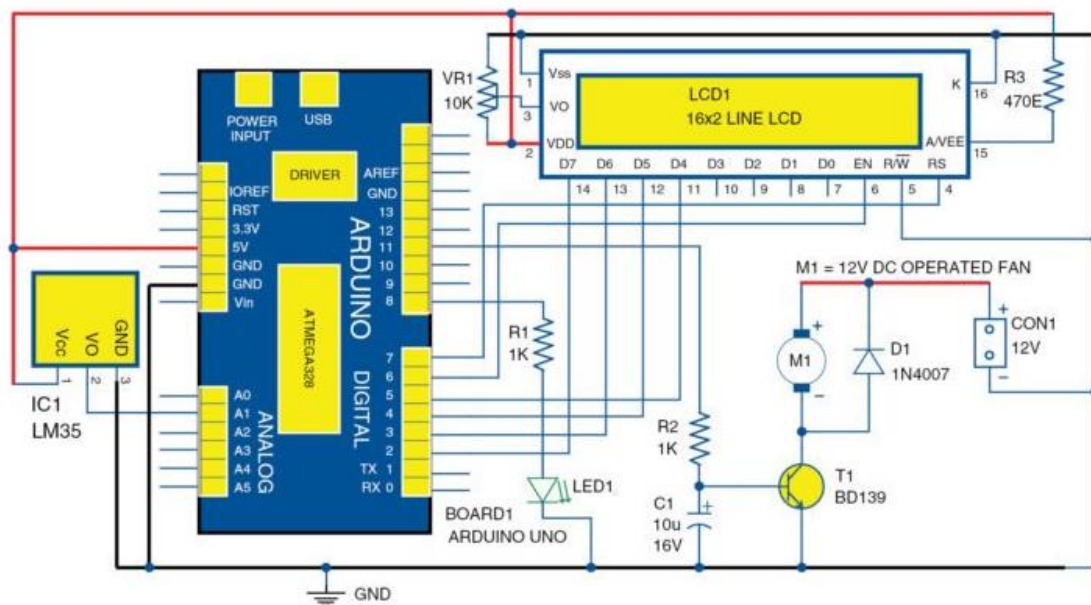 VR1
10K
1
Vss
3
VO
2
VDD
LCD1
16x2 LINE LCD
K
16
A/VEE
15
R3
470E
D7
D6
D5
D4
D3
D2
D1
D0
EN
R/W
RS
14
13
12
11
10
9
8
7
6
5
4
POWER
INPUT
USB
DRIVER
IOREF
RST
3.3V
5V
GND
GND
Vin
AREF
GND
13
12
11
10
9
8
ARDUINO
ATMEGA328
7
6
5
4
3
2
TX 1
RX 0
DIGITAL
A0
A1
A2
A3
A4
A5
ANALOG
Vcc
VO
GND
1
2
3
IC1
LM35
R1
1K
LED1
BOARD1
ARDUINO UNO
R2
1K
C1
+
10u
16V
M1 = 12V DC OPERATED FAN
+
M1
–
D1
1N4007
+
CON1
12V
–
T1
BD139
GND